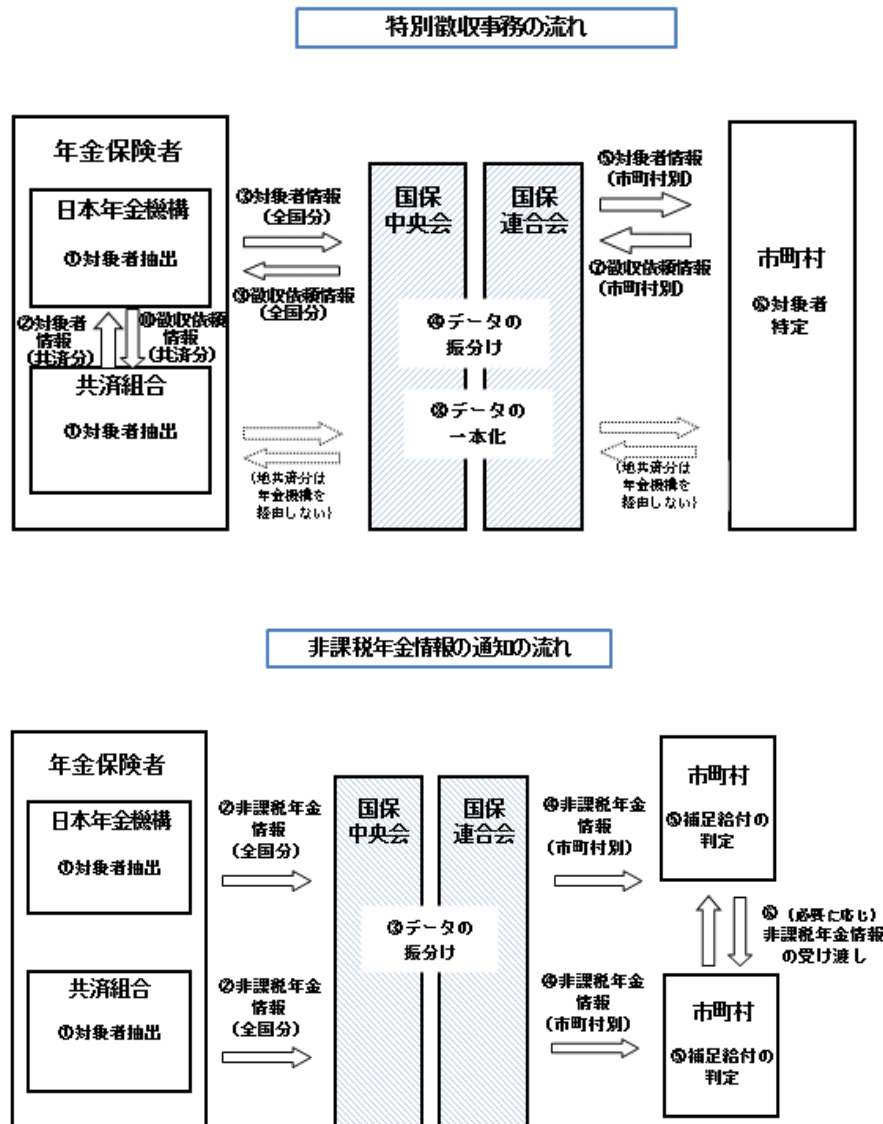 特別徴収事務の流れ
年金保険者
日本年金機構
①対象者抽出
②対象者
情報
(共済分)
⑩徴収依頼
情報
(共済分)
共済組合
①対象者抽出
③対象者情報
(全国分)
⑨徴収依頼情報
(全国分)
(地共済分は
年金機構を
経由しない)
国保
中央会
国保
連合会
④データの
振分け
⑧データの
一本化
⑤対象者情報
(市町村別)
⑦徴収依頼情報
(市町村別)
(地共済分は
年金機構を
経由しない)
市町村
⑥対象者
特定
非課税年金情報の通知の流れ
年金保険者
日本年金機構
①対象者抽出
共済組合
①対象者抽出
②非課税年金
情報
(全国分)
②非課税年金
情報
(全国分)
国保
中央会
国保
連合会
③データの
振分け
④非課税年金
情報
(市町村別)
④非課税年金
情報
(市町村別)
市町村
⑤補足給付の
判定
⑥(必要に応じ)
非課税年金情報
の受け渡し
市町村
⑤補足給付の
判定